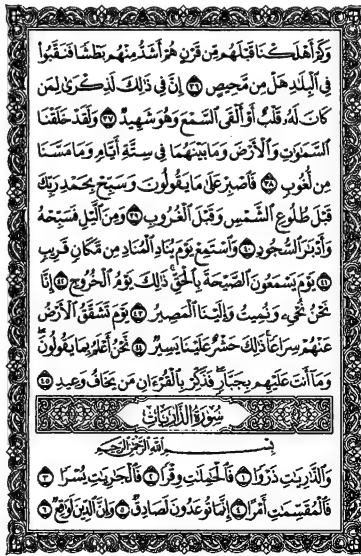 وَكَمْ أَهْلَكْنَا قَبْلَهُم مِّن قَرْنٍ هُمْ أَشَدُّ مِنْهُم بَطْشًا فَنَقَّبُوا۟
فِى ٱلْبِلَٰدِ هَلْ مِن مَّحِيصٍ ٣٦ إِنَّ فِى ذَٰلِكَ لَذِكْرَىٰ لِمَن
كَانَ لَهُۥ قَلْبٌ أَوْ أَلْقَى ٱلسَّمْعَ وَهُوَ شَهِيدٌ ٣٧ وَلَقَدْ خَلَقْنَا
ٱلسَّمَٰوَٰتِ وَٱلْأَرْضَ وَمَا بَيْنَهُمَا فِى سِتَّةِ أَيَّامٍ وَمَا مَسَّنَا
مِن لُّغُوبٍ ٣٨ فَٱصْبِرْ عَلَىٰ مَا يَقُولُونَ وَسَبِّحْ بِحَمْدِ رَبِّكَ
قَبْلَ طُلُوعِ ٱلشَّمْسِ وَقَبْلَ ٱلْغُرُوبِ ٣٩ وَمِنَ ٱلَّيْلِ فَسَبِّحْهُ
وَأَدْبَٰرَ ٱلسُّجُودِ ٤٠ وَٱسْتَمِعْ يَوْمَ يُنَادِ ٱلْمُنَادِ مِن مَّكَانٍ قَرِيبٍ
٤١ يَوْمَ يَسْمَعُونَ ٱلصَّيْحَةَ بِٱلْحَقِّ ذَٰلِكَ يَوْمُ ٱلْخُرُوجِ ٤٢ إِنَّا
نَحْنُ نُحْىِۦ وَنُمِيتُ وَإِلَيْنَا ٱلْمَصِيرُ ٤٣ يَوْمَ تَشَقَّقُ ٱلْأَرْضُ
عَنْهُمْ سِرَاعًا ذَٰلِكَ حَشْرٌ عَلَيْنَا يَسِيرٌ ٤٤ نَّحْنُ أَعْلَمُ بِمَا يَقُولُونَ
وَمَآ أَنتَ عَلَيْهِم بِجَبَّارٍ فَذَكِّرْ بِٱلْقُرْءَانِ مَن يَخَافُ وَعِيدِ ٤٥
سُورَةُ الذَّارِيَاتِ
بِسْمِ ٱللَّهِ ٱلرَّحْمَٰنِ ٱلرَّحِيمِ
وَٱلذَّٰرِيَٰتِ ذَرْوًا ١ فَٱلْحَٰمِلَٰتِ وِقْرًا ٢ فَٱلْجَٰرِيَٰتِ يُسْرًا ٣
فَٱلْمُقَسِّمَٰتِ أَمْرًا ٤ إِنَّمَا تُوعَدُونَ لَصَادِقٌ ٥ وَإِنَّ ٱلدِّينَ لَوَٰقِعٌ ٦